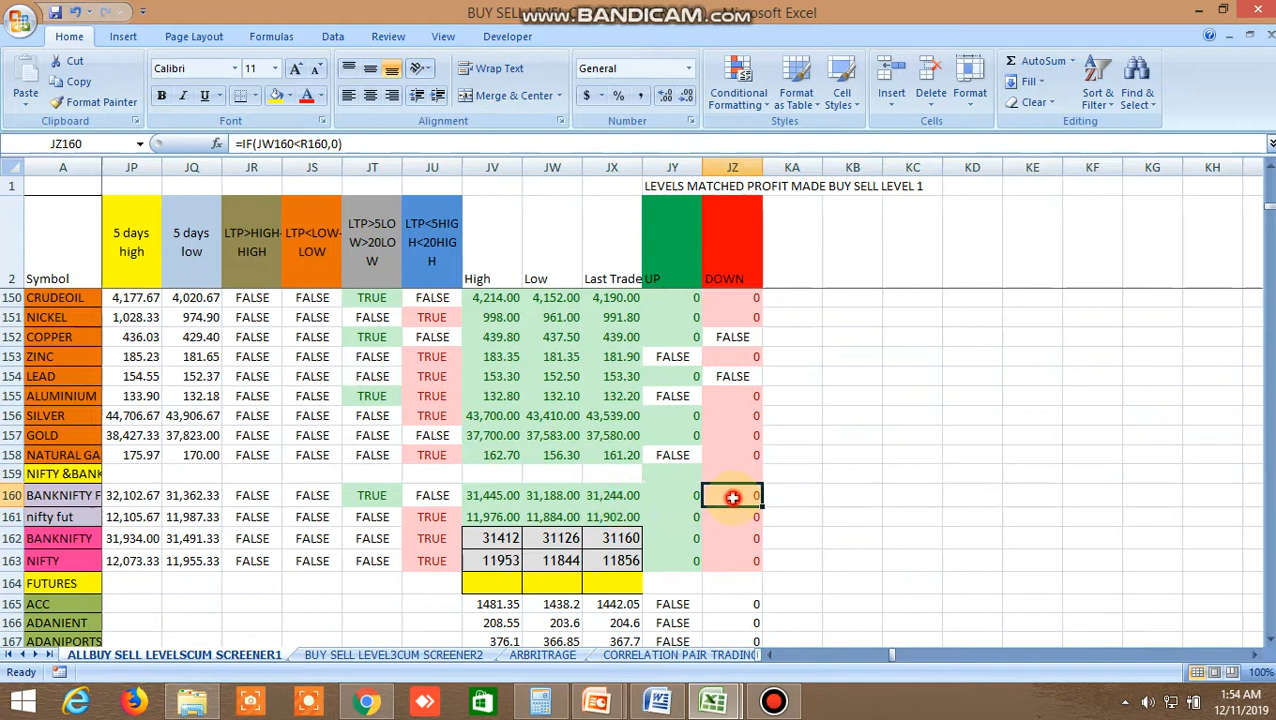 BUY SELL LEVEL
www.BANDICAM.com
Microsoft Excel
Home Insert Page Layout Formulas Data Review View Developer
Paste Cut Copy Format Painter Clipboard
Calibri 11 A A B I U A Font
Wrap Text Merge & Center Alignment
General $ % , Number
Conditional Formatting Format as Table Cell Styles Styles
Insert Delete Format Cells
Σ AutoSum Fill Clear Sort & Filter Find & Select Editing
JZ160 fx =IF(JW160<R160,0)
A JP JQ JR JS JT JU JV JW JX JY JZ KA KB KC KD KE KF KG KH
1 LEVELS MATCHED PROFIT MADE BUY SELL LEVEL 1
2 Symbol 5 days high 5 days low LTP>HIGH-HIGH LTP<LOW-LOW LTP>5LOW>20LOW LTP<5HIGH<20HIGH High Low Last Trade UP DOWN
150 CRUDEOIL 4,177.67 4,020.67 FALSE FALSE TRUE FALSE 4,214.00 4,152.00 4,190.00 0 0
151 NICKEL 1,028.33 974.90 FALSE FALSE FALSE TRUE 998.00 961.00 991.80 0 0
152 COPPER 436.03 429.40 FALSE FALSE TRUE FALSE 439.80 437.50 439.00 0 FALSE
153 ZINC 185.23 181.65 FALSE FALSE FALSE TRUE 183.35 181.35 181.90 FALSE 0
154 LEAD 154.55 152.37 FALSE FALSE FALSE TRUE 153.30 152.50 153.30 0 FALSE
155 ALUMINIUM 133.90 132.18 FALSE FALSE TRUE FALSE 132.80 132.10 132.20 FALSE 0
156 SILVER 44,706.67 43,906.67 FALSE FALSE FALSE TRUE 43,700.00 43,410.00 43,539.00 0 0
157 GOLD 38,427.33 37,823.00 FALSE FALSE FALSE FALSE 37,700.00 37,583.00 37,580.00 0 0
158 NATURAL GA 175.97 170.00 FALSE FALSE FALSE TRUE 162.70 156.30 161.20 FALSE 0
159 NIFTY &BANK
160 BANKNIFTY F 32,102.67 31,362.33 FALSE FALSE TRUE FALSE 31,445.00 31,188.00 31,244.00 0 0
161 nifty fut 12,105.67 11,987.33 FALSE FALSE FALSE TRUE 11,976.00 11,884.00 11,902.00 0 0
162 BANKNIFTY 31,934.00 31,491.33 FALSE FALSE FALSE TRUE 31412 31126 31160 0 0
163 NIFTY 12,073.33 11,955.33 FALSE FALSE FALSE TRUE 11953 11844 11856 0 0
164 FUTURES
165 ACC 1481.35 1438.2 1442.05 FALSE 0
166 ADANIENT 208.55 203.6 204.6 FALSE 0
167 ADANIPORTS 376.1 366.85 367.7 FALSE 0
ALLBUY SELL LEVELSCUM SCREENER1 BUY SELL LEVEL3CUM SCREENER2 ARBITRAGE CORRELATION PAIR TRADING
Ready 100%
1:54 AM
12/11/2019